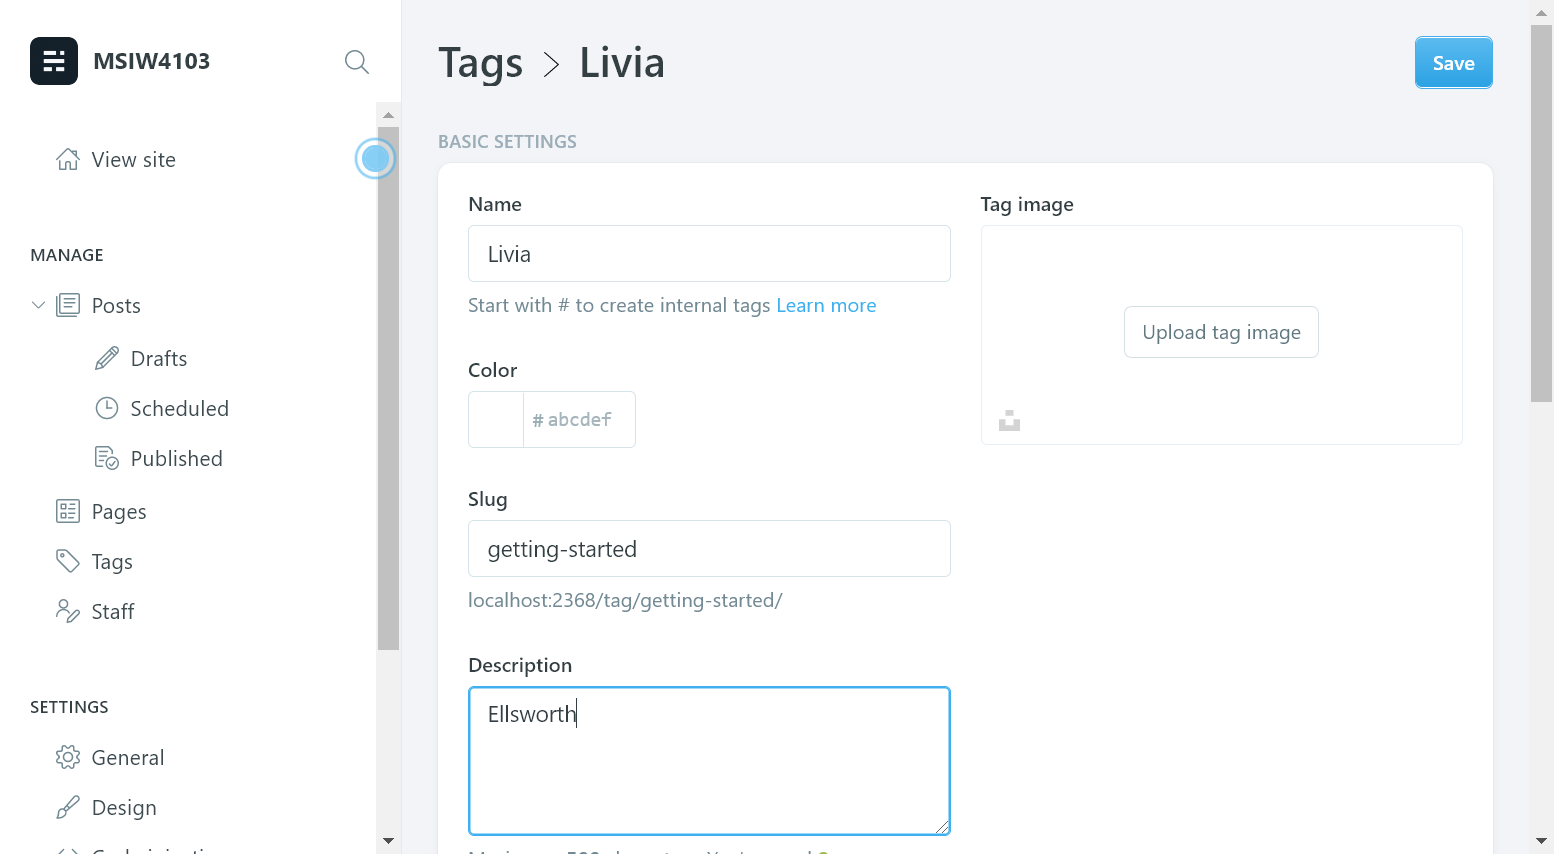 MSIW4103
View site
MANAGE
Posts
Drafts
Scheduled
Published
Pages
Tags
Staff
SETTINGS
General
Design
Tags > Livia
Save
BASIC SETTINGS
Name
Livia
Start with # to create internal tags Learn more
Color
# abcdef
Slug
getting-started
localhost:2368/tag/getting-started/
Description
Ellsworth
Tag image
Upload tag image